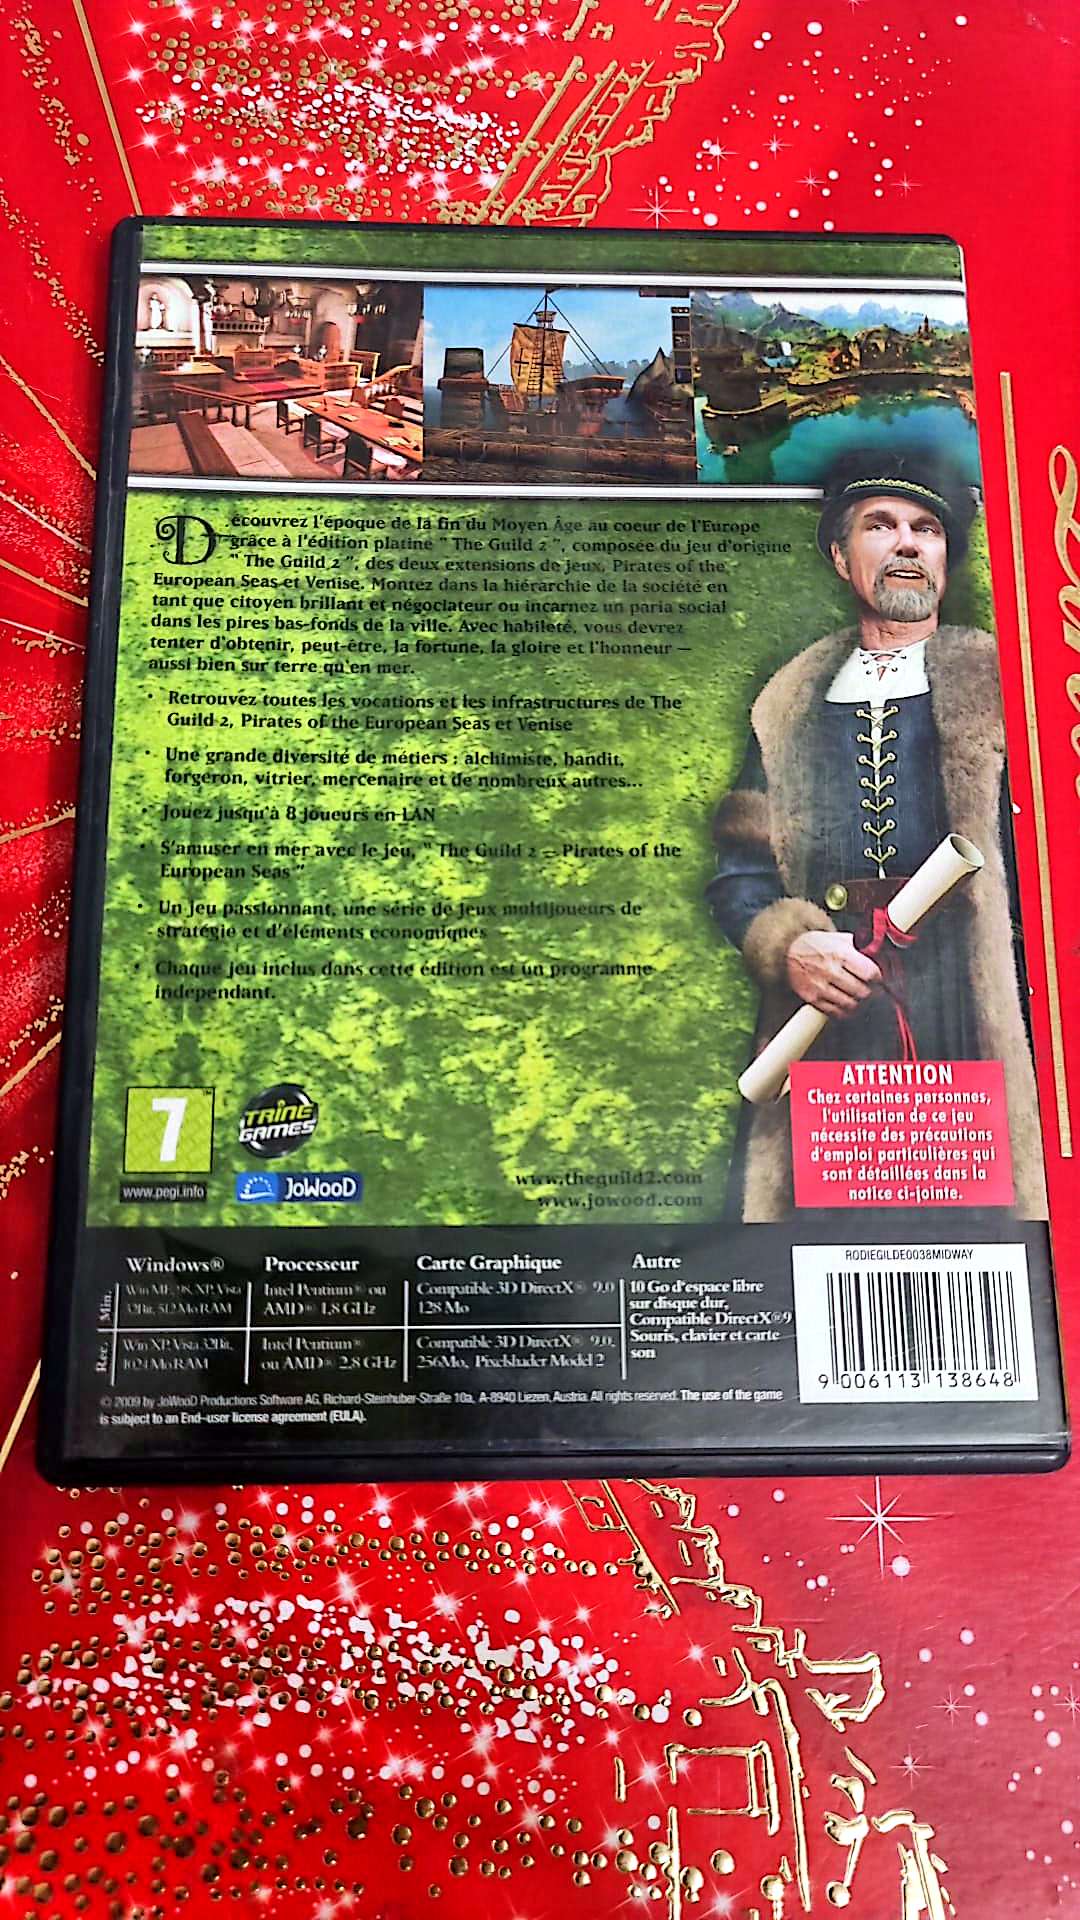 Découvrez l'époque de la fin du Moyen Âge au coeur de l'Europe
grâce à l'édition platine " The Guild 2 ", composée du jeu d'origine
" The Guild 2 ", des deux extensions de jeux, Pirates of the
European Seas et Venise. Montez dans la hiérarchie de la société en
tant que citoyen brillant et négociateur ou incarnez un paria social
dans les pires bas-fonds de la ville. Avec habileté, vous devrez
tenter d'obtenir, peut-être, la fortune, la gloire et l'honneur —
aussi bien sur terre qu'en mer.
· Retrouvez toutes les vocations et les infrastructures de The
Guild 2, Pirates of the European Seas et Venise
· Une grande diversité de métiers : alchimiste, bandit,
forgeron, vitrier, mercenaire et de nombreux autres...
· Jouez jusqu'à 8 joueurs en LAN
· S'amuser en mer avec le jeu, " The Guild 2 – Pirates of the
European Seas "
· Un jeu passionnant, une série de jeux multijoueurs de
stratégie et d'éléments économiques
· Chaque jeu inclus dans cette édition est un programme
independant.
7
www.pegi.info
TRINE
GAMES
JoWooD
www.theguild2.com
www.jowood.com
ATTENTION
Chez certaines personnes,
l'utilisation de ce jeu
nécessite des précautions
d'emploi particulières qui
sont détaillées dans la
notice ci-jointe.
Windows® Processeur Carte Graphique Autre
Min.
Win ME, 98, XP, Vista
32Bit, 512 Mo RAM
Intel Pentium® ou
AMD® 1,8 GHz
Compatible 3D DirectX® 9.0
128 Mo
10 Go d'espace libre
sur disque dur,
Compatible DirectX®9
Souris, clavier et carte
son
Rec.
Win XP, Vista 32Bit,
1024 Mo RAM
Intel Pentium®
ou AMD® 2,8 GHz
Compatible 3D DirectX® 9.0,
256Mo, Pixelshader Model 2
RODIEGILDE0038MIDWAY
9 006113 138648
© 2009 by JoWooD Productions Software AG, Richard-Steinhuber-Straße 10a, A-8940 Liezen, Austria. All rights reserved. The use of the game
is subject to an End-user license agreement (EULA).